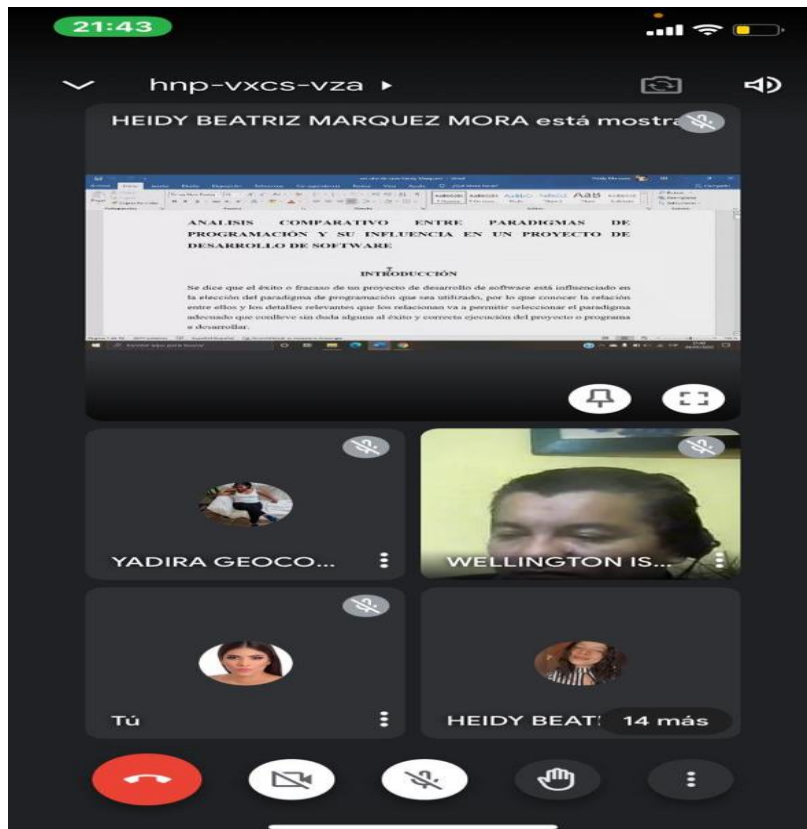 21:43
hnp-vxcs-vza
HEIDY BEATRIZ MARQUEZ MORA está mostra
ANALISIS COMPARATIVO ENTRE PARADIGMAS DE
PROGRAMACIÓN Y SU INFLUENCIA EN UN PROYECTO DE
DESARROLLO DE SOFTWARE
INTRODUCCIÓN
Se dice que el éxito o fracaso de un proyecto de desarrollo de software está influenciado en
la elección del paradigma de programación que sea utilizado, por lo que conocer la relación
entre ellos y los detalles relevantes que los relacionan va a permitir seleccionar el paradigma
adecuado que conlleve sin duda alguna al éxito y correcta ejecución del proyecto o programa
a desarrollar.
YADIRA GEOCO...
WELLINGTON IS...
Tú
HEIDY BEAT
14 más